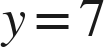 y = 7